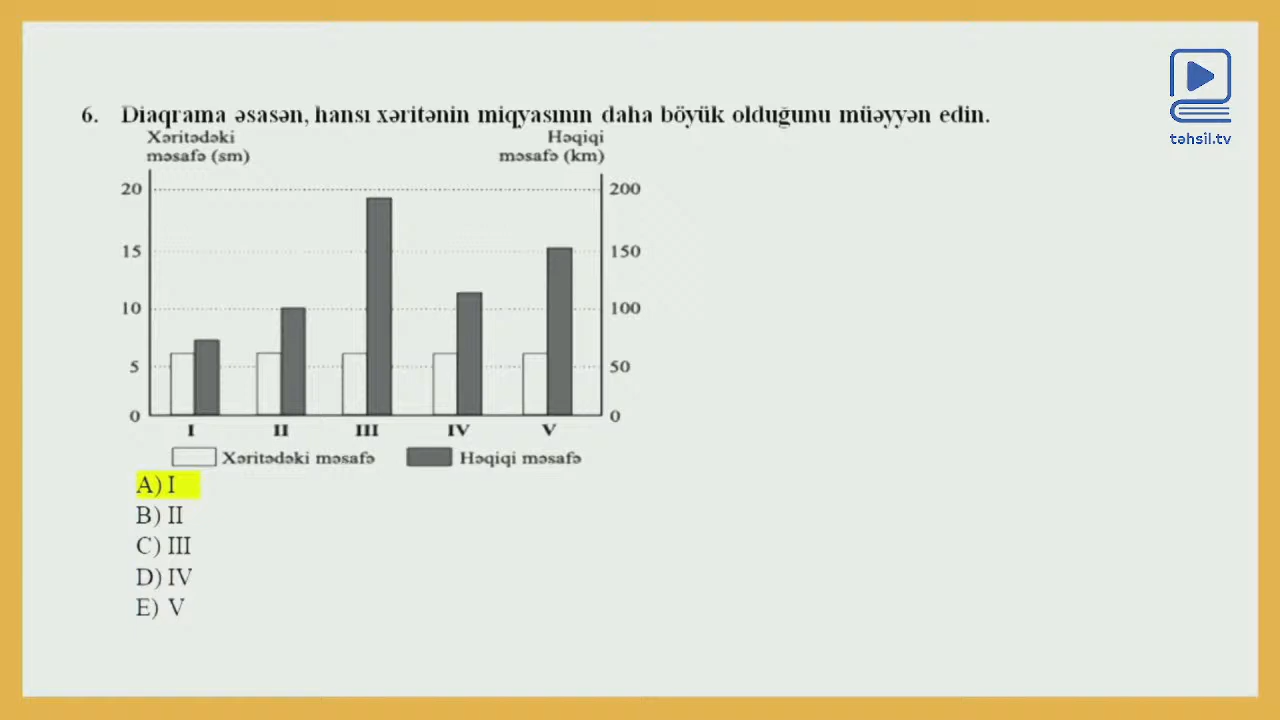 təhsil.tv
6. Diaqrama əsasən, hansı xəritənin miqyasının daha böyük olduğunu müəyyən edin.
Xəritədəki Həqiqi
məsafə (sm) məsafə (km)
20 200
15 150
10 100
5 50
0 0
I II III IV V
Xəritədəki məsafə Həqiqi məsafə
A) I
B) II
C) III
D) IV
E) V